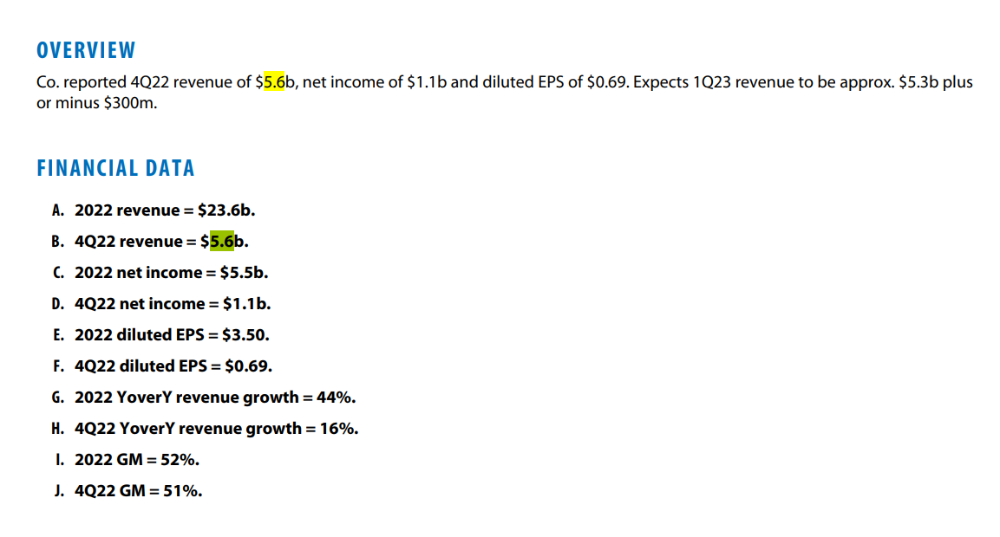 OVERVIEW
Co. reported 4Q22 revenue of $5.6b, net income of $1.1b and diluted EPS of $0.69. Expects 1Q23 revenue to be approx. $5.3b plus
or minus $300m.
FINANCIAL DATA
A. 2022 revenue = $23.6b.
B. 4Q22 revenue = $5.6b.
C. 2022 net income = $5.5b.
D. 4Q22 net income = $1.1b.
E. 2022 diluted EPS = $3.50.
F. 4Q22 diluted EPS = $0.69.
G. 2022 YoverY revenue growth = 44%.
H. 4Q22 YoverY revenue growth = 16%.
I. 2022 GM = 52%.
J. 4Q22 GM = 51%.